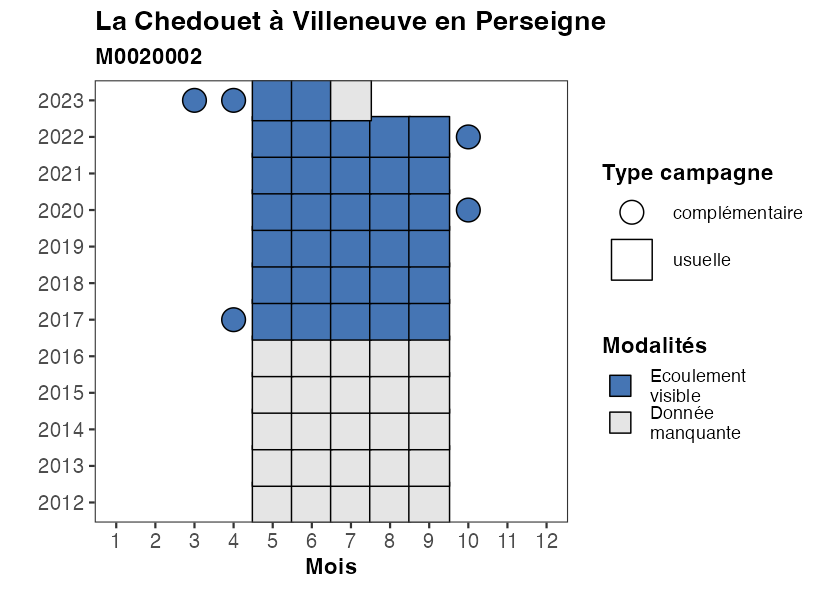 La Chedouet à Villeneuve en Perseigne
M0020002
2023
2022
2021
2020
2019
2018
2017
2016
2015
2014
2013
2012
1 2 3 4 5 6 7 8 9 10 11 12
Mois
Type campagne
complémentaire
usuelle
Modalités
Ecoulement
visible
Donnée
manquante